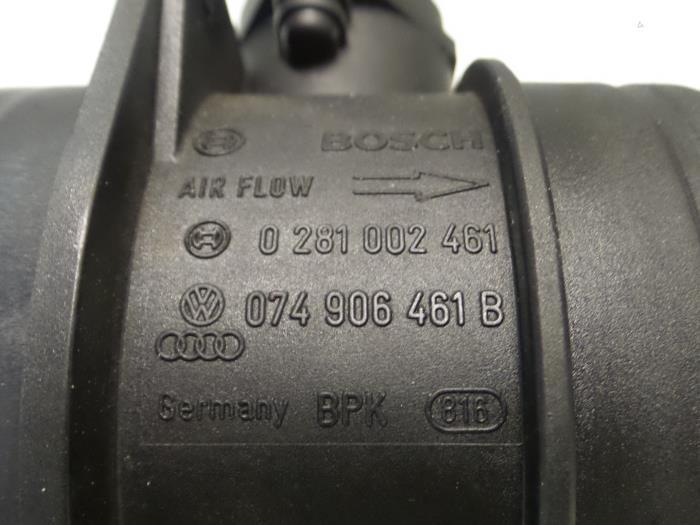 BOSCH
AIR FLOW
0 281 002 461
074 906 461 B
Germany BPK 816